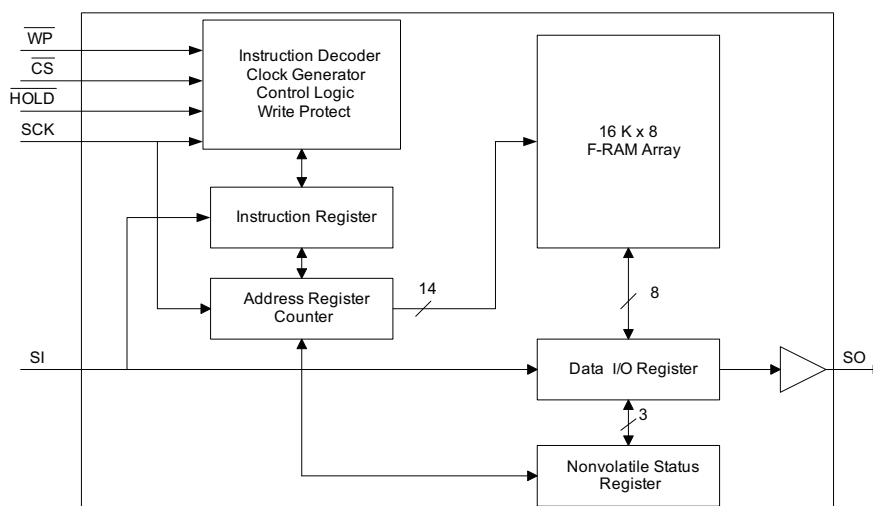 WP
CS
HOLD
SCK
Instruction Decoder
Clock Generator
Control Logic
Write Protect
16 K x 8
F-RAM Array
Instruction Register
Address Register
Counter
14
8
SI
Data I/O Register
SO
3
Nonvolatile Status
Register